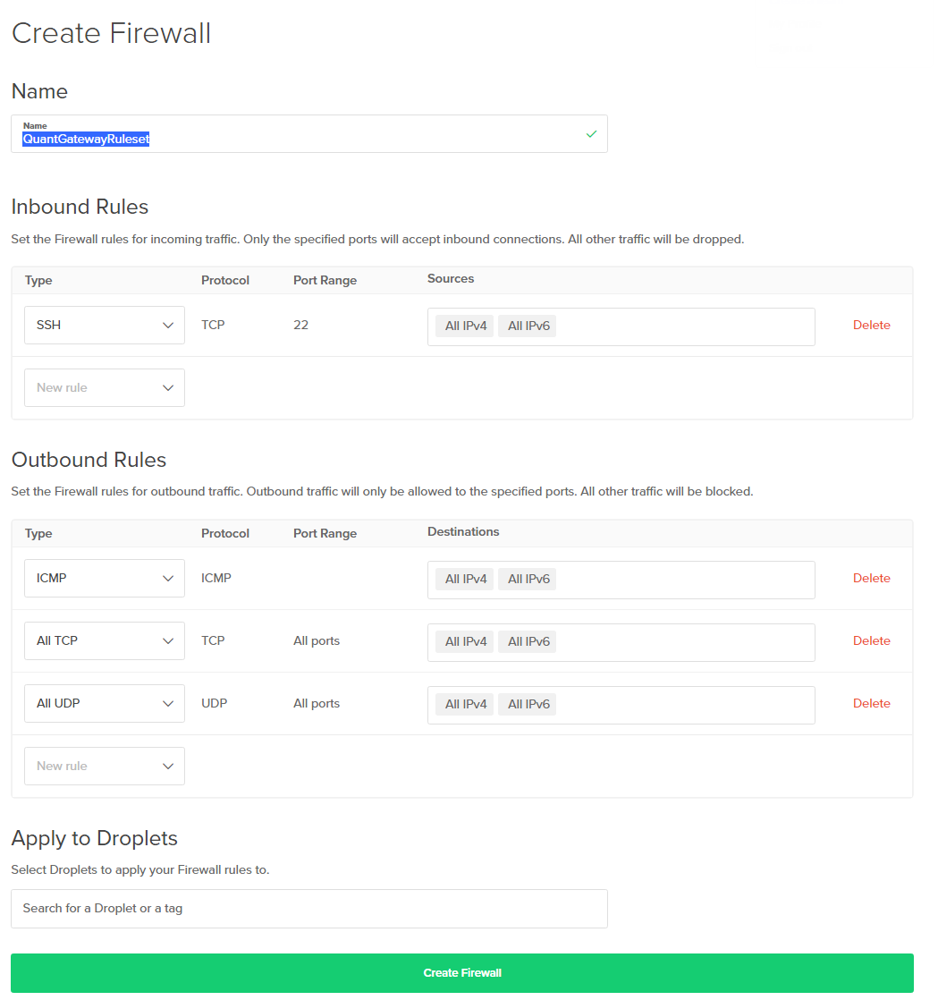 Create Firewall
Name
Name
QuantGatewayRuleset
Inbound Rules
Set the Firewall rules for incoming traffic. Only the specified ports will accept inbound connections. All other traffic will be dropped.
Type Protocol Port Range Sources
SSH TCP 22 All IPv4 All IPv6 Delete
New rule
Outbound Rules
Set the Firewall rules for outbound traffic. Outbound traffic will only be allowed to the specified ports. All other traffic will be blocked.
Type Protocol Port Range Destinations
ICMP ICMP All IPv4 All IPv6 Delete
All TCP TCP All ports All IPv4 All IPv6 Delete
All UDP UDP All ports All IPv4 All IPv6 Delete
New rule
Apply to Droplets
Select Droplets to apply your Firewall rules to.
Search for a Droplet or a tag
Create Firewall